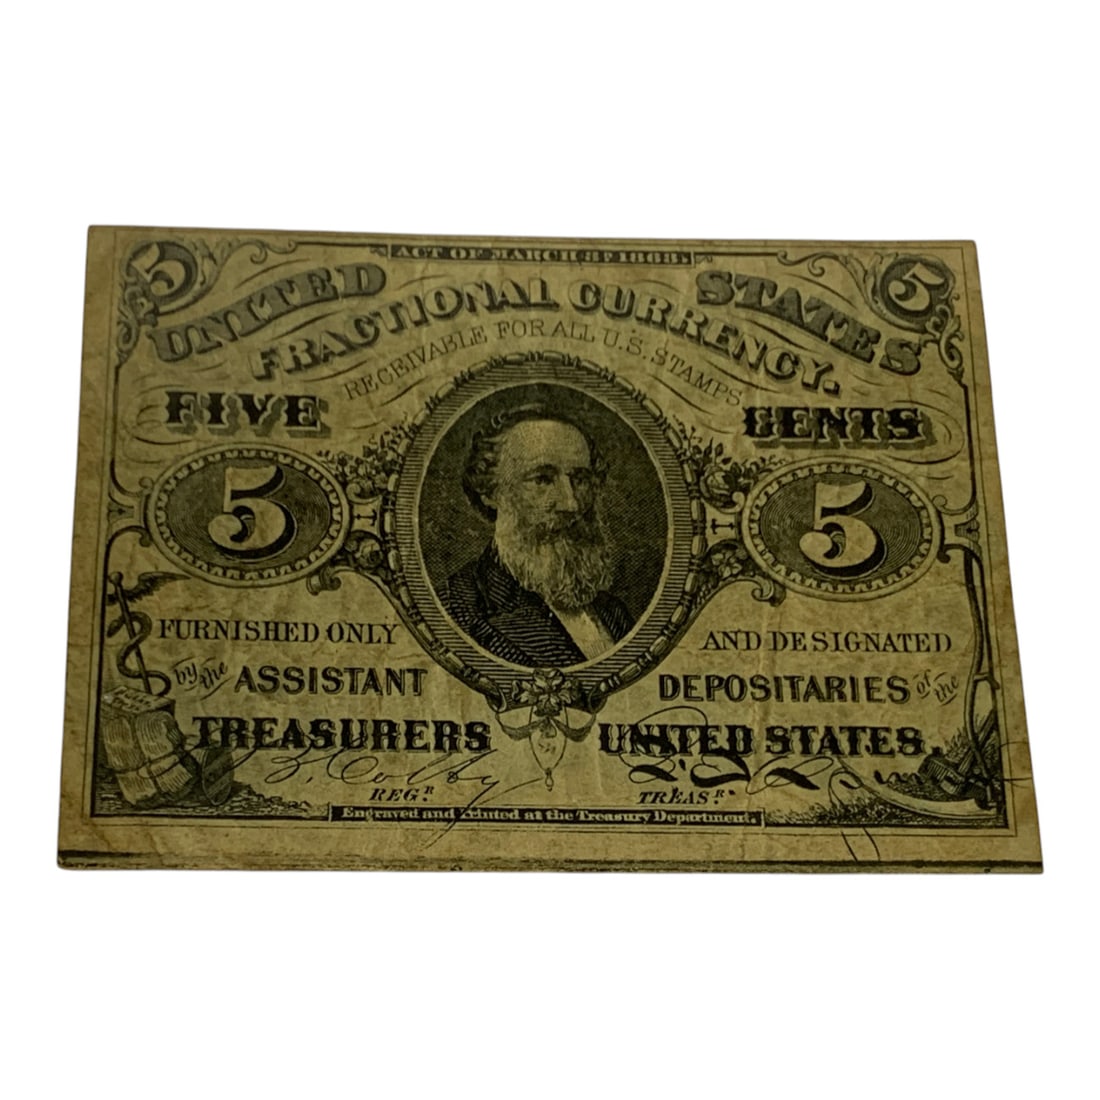 ACT OF MARCH 3D 1863.
5 UNITED STATES 5
FRACTIONAL CURRENCY.
RECEIVABLE FOR ALL U.S. STAMPS
FIVE CENTS
5 5
FURNISHED ONLY AND DESIGNATED
by the ASSISTANT DEPOSITARIES of the
TREASURERS UNITED STATES.
S. B. Colby
REGR. TREASR.
Engraved and Printed at the Treasury Department.